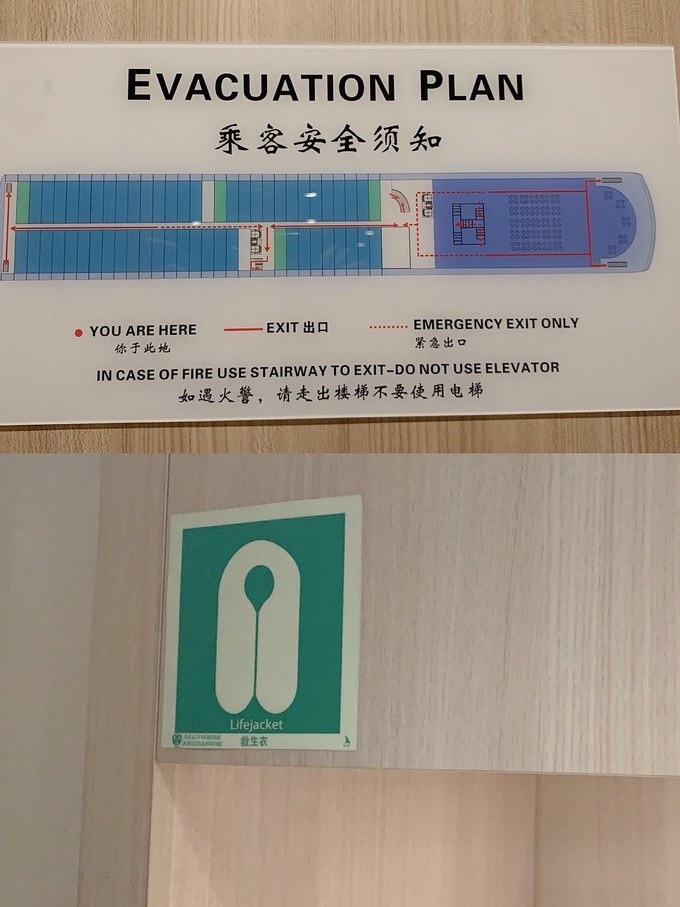 EVACUATION PLAN
乘客安全须知
YOU ARE HERE
你于此地
EXIT 出口
EMERGENCY EXIT ONLY
紧急出口
IN CASE OF FIRE USE STAIRWAY TO EXIT-DO NOT USE ELEVATOR
如遇火警，请走出楼梯不要使用电梯
Lifejacket
救生衣